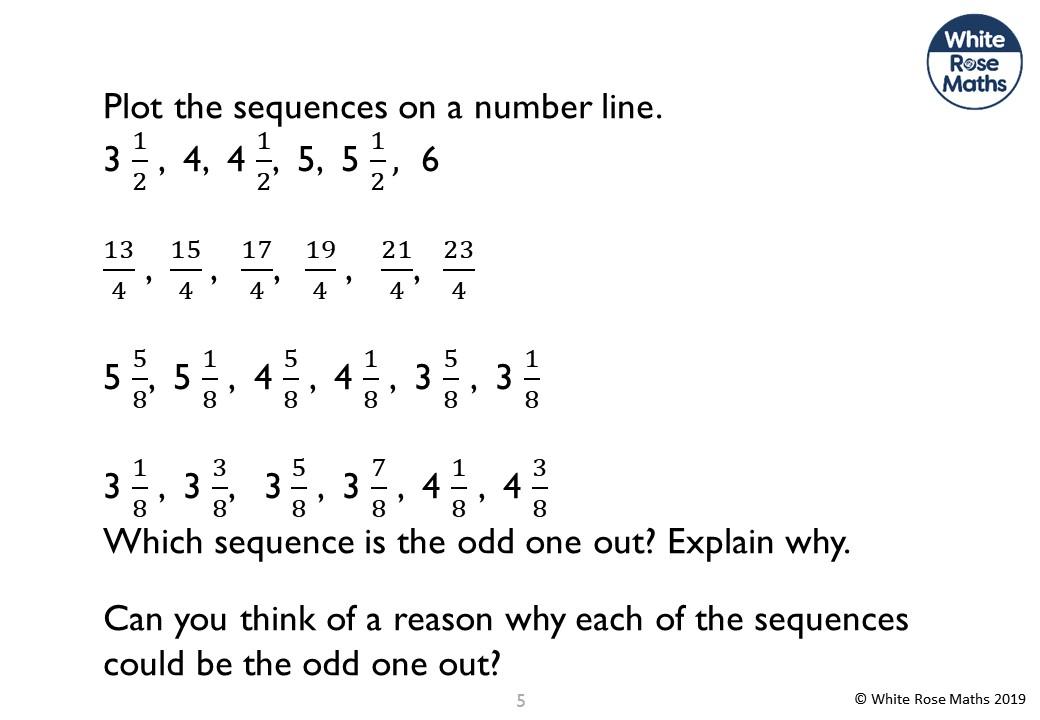 White
Rose
Maths
Plot the sequences on a number line.
3 1/2 , 4, 4 1/2, 5, 5 1/2, 6
13/4 , 15/4 , 17/4, 19/4 , 21/4, 23/4
5 5/8, 5 1/8 , 4 5/8 , 4 1/8 , 3 5/8 , 3 1/8
3 1/8 , 3 3/8, 3 5/8 , 3 7/8 , 4 1/8 , 4 3/8
Which sequence is the odd one out? Explain why.
Can you think of a reason why each of the sequences
could be the odd one out?
5
© White Rose Maths 2019